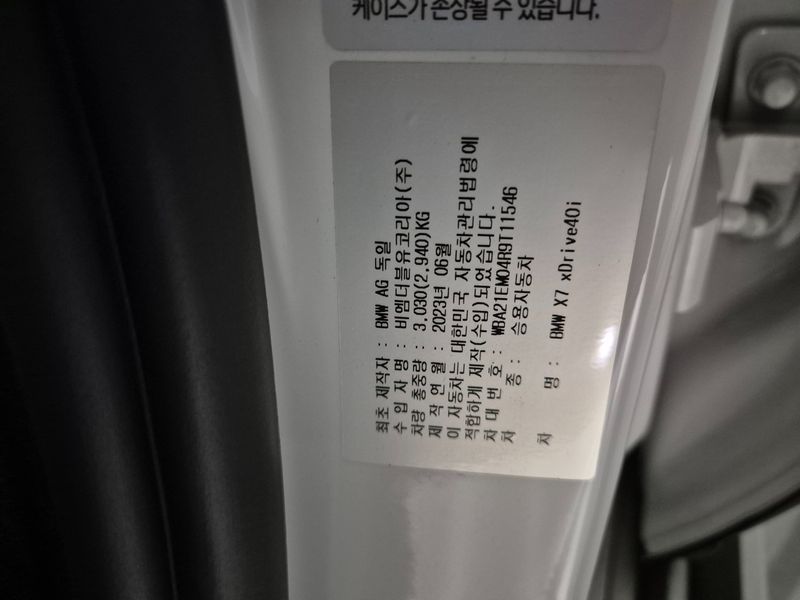 케이스가 손상될 수 있습니다.
최초 제작자 : BMW AG 독일
수 입 자 명 : 비엠더블유코리아(주)
차량 총중량 : 3,030(2,940)KG
제 작 연 월 : 2023년 06월
이 자동차는 대한민국 자동차관리법령에
적합하게 제작(수입)되었습니다.
차 대 번 호 : WBA21EM04R9T11546
차 종 : 승용자동차
차 명 : BMW X7 xDrive40i